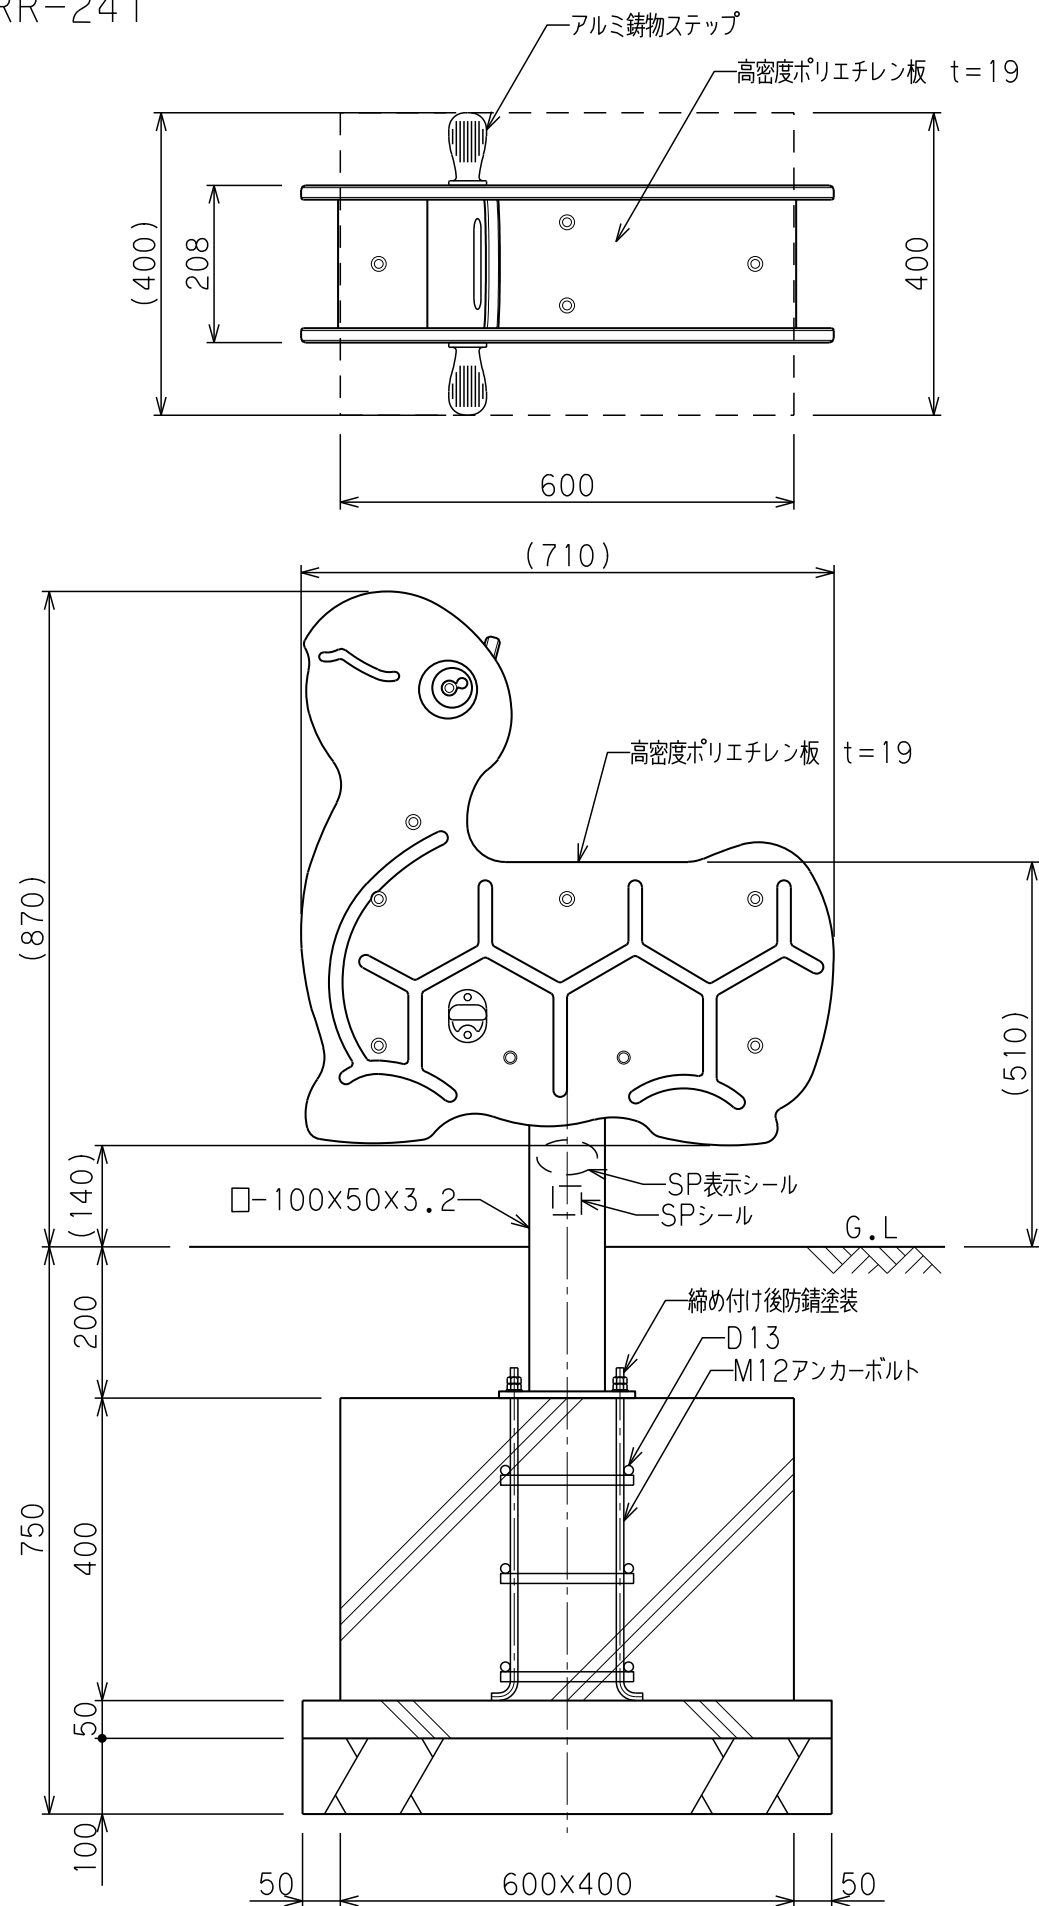 RR-241
アルミ鋳物ステップ
高密度ポリエチレン板 t=19
(400)
208
400
600
(710)
高密度ポリエチレン板 t=19
(870)
(510)
(140)
SP表示シール
□-100×50×3.2
SPシール
G.L
200
締め付け後防錆塗装
D13
M12アンカーボルト
750
400
50
100
50
600×400
50